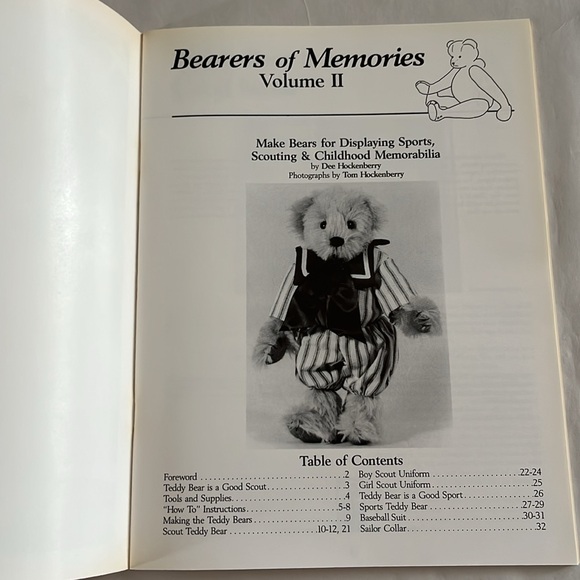 Bearers of Memories
Volume II
Make Bears for Displaying Sports,
Scouting & Childhood Memorabilia
by Dee Hockenberry
Photographs by Tom Hockenberry
Table of Contents
Foreword . . . . . . . . . . . . . . . . . . . . . . . . . . . . . . .2
Teddy Bear is a Good Scout. . . . . . . . . . . . . . . . .3
Tools and Supplies. . . . . . . . . . . . . . . . . . . . . . . .4
"How To" Instructions. . . . . . . . . . . . . . . . . . . .5-8
Making the Teddy Bears. . . . . . . . . . . . . . . . . . . .9
Scout Teddy Bear . . . . . . . . . . . . . . . . . .10-12, 21
Boy Scout Uniform . . . . . . . . . . . . . . . . . . .22-24
Girl Scout Uniform. . . . . . . . . . . . . . . . . . . . . .25
Teddy Bear is a Good Sport. . . . . . . . . . . . . . .26
Sports Teddy Bear. . . . . . . . . . . . . . . . . . . .27-29
Baseball Suit. . . . . . . . . . . . . . . . . . . . . . . .30-31
Sailor Collar. . . . . . . . . . . . . . . . . . . . . . . . . . .32